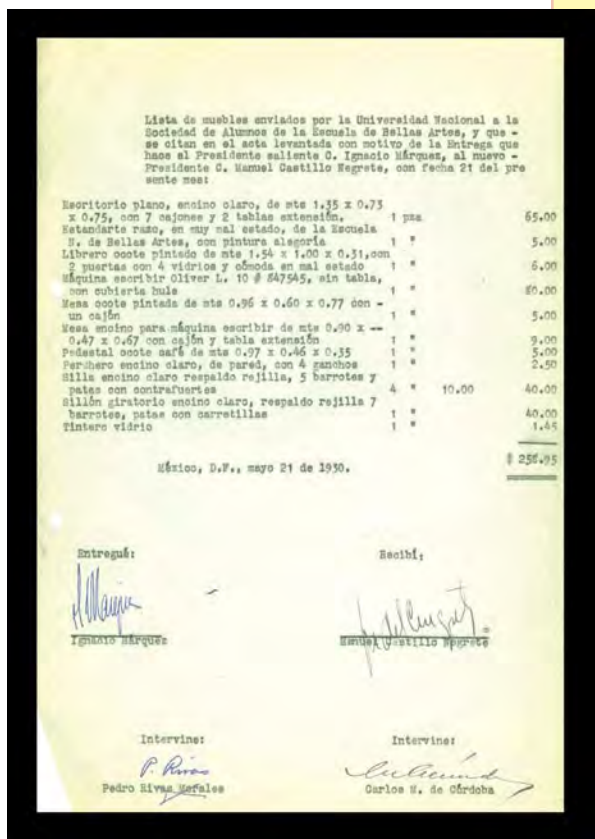 Lista de muebles enviados por la Universidad Nacional a la
Sociedad de Alumnos de la Escuela de Bellas Artes, y que -
se citan en el acta levantada con motivo de la Entrega que
hace el Presidente saliente C. Ignacio Márquez, al nuevo -
Presidente C. Manuel Castillo Negrete, con fecha 21 del pre
sente mes:
Escritorio plano, encino claro, de mts 1.35 x 0.73
x 0.75, con 7 cajones y 2 tablas extensión. 1 pza 65.00
Estandarte raso, en muy mal estado, de la Escuela
N. de Bellas Artes, con pintura alegoría 1 " 5.00
Librero ocote pintado de mts 1.54 x 1.00 x 0.31,con
2 puertas con 4 vidrios y cómoda en mal estado 1 " 6.00
Máquina escribir Oliver L. 10 # 847545, sin tabla,
con cubierta hule 1 " 80.00
Mesa ocote pintada de mts 0.96 x 0.60 x 0.77 con -
un cajón 1 " 5.00
Mesa encino para máquina escribir de mts 0.90 x --
0.47 x 0.67 con cajón y tabla extensión 1 " 9.00
Pedestal ocote café de mts 0.97 x 0.46 x 0.35 1 " 5.00
Perchero encino claro, de pared, con 4 ganchos 1 " 2.50
Silla encino claro respaldo rejilla, 5 barrotes y
patas con contrafuertes 4 " 10.00 40.00
Sillón giratorio encino claro, respaldo rejilla 7
barrotes, patas con carretillas 1 " 40.00
Tintero vidrio 1 " 1.45
$ 258.95
México, D.F., mayo 21 de 1930.
Entregué: Recibí:
Ignacio Márquez Manuel Castillo Negrete
Intervine: Intervine:
P. Rivas
Pedro Rivas Morales Carlos M. de Córdoba